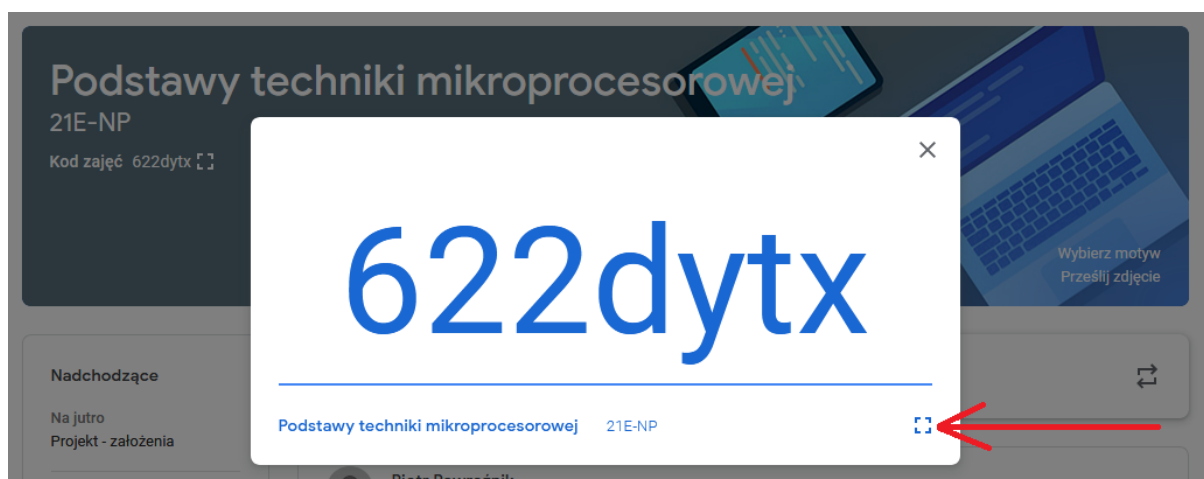 Podstawy techniki mikroprocesorowej
21E-NP
Kod zajęć 622dytx
622dytx
Wybierz motyw
Prześlij zdjęcie
Podstawy techniki mikroprocesorowej 21E-NP
Nadchodzące
Na jutro
Projekt - założenia